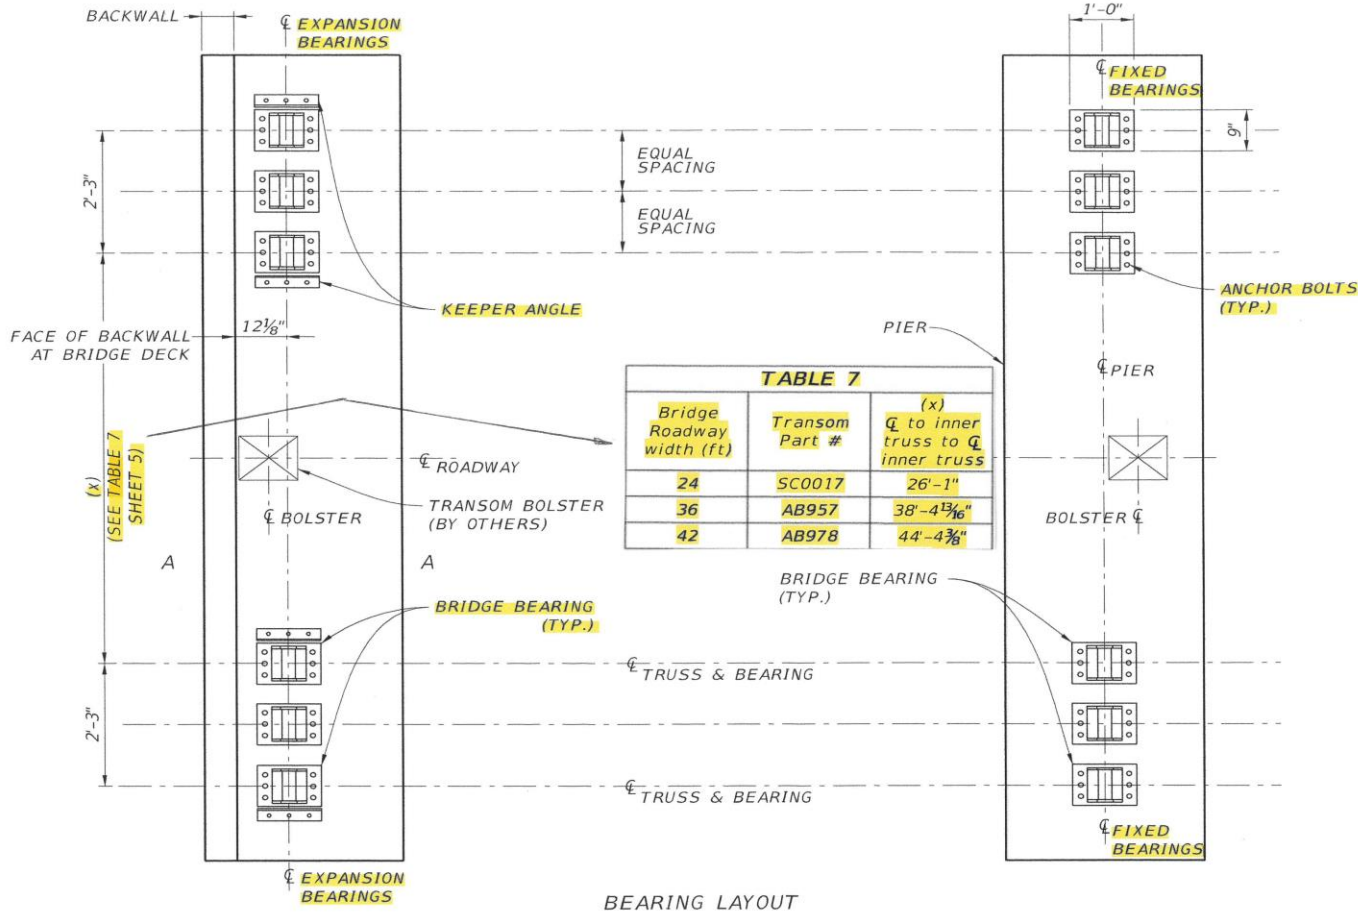 BACKWALL
℄ EXPANSION
BEARINGS
1'-0"
℄ FIXED
BEARINGS
9"
2'-3"
EQUAL
SPACING
EQUAL
SPACING
KEEPER ANGLE
ANCHOR BOLTS
(TYP.)
12⅛"
FACE OF BACKWALL
AT BRIDGE DECK
PIER
℄ PIER
(x)
(SEE TABLE 7
SHEET 5)
TABLE 7
Bridge
Roadway
width (ft)
Transom
Part #
(x)
℄ to inner
truss to ℄
inner truss
24 SC0017 26'-1"
36 AB957 38'-4 13/16"
42 AB978 44'-4⅜"
℄ ROADWAY
TRANSOM BOLSTER
(BY OTHERS)
℄ BOLSTER
BOLSTER ℄
A
A
BRIDGE BEARING
(TYP.)
BRIDGE BEARING
(TYP.)
℄ TRUSS & BEARING
2'-3"
℄ TRUSS & BEARING
℄ EXPANSION
BEARINGS
℄ FIXED
BEARINGS
BEARING LAYOUT